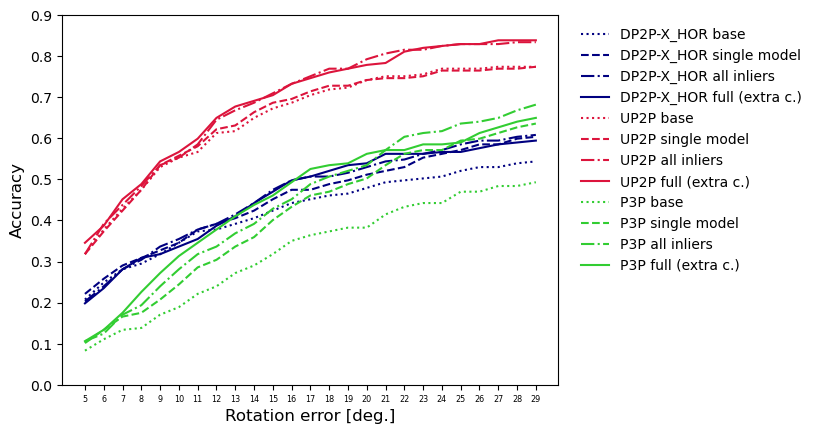 0.9
0.8
0.7
0.6
0.5
0.4
0.3
0.2
0.1
0.0
Accuracy
5 6 7 8 9 10 11 12 13 14 15 16 17 18 19 20 21 22 23 24 25 26 27 28 29
Rotation error [deg.]
DP2P-X_HOR base
DP2P-X_HOR single model
DP2P-X_HOR all inliers
DP2P-X_HOR full (extra c.)
UP2P base
UP2P single model
UP2P all inliers
UP2P full (extra c.)
P3P base
P3P single model
P3P all inliers
P3P full (extra c.)